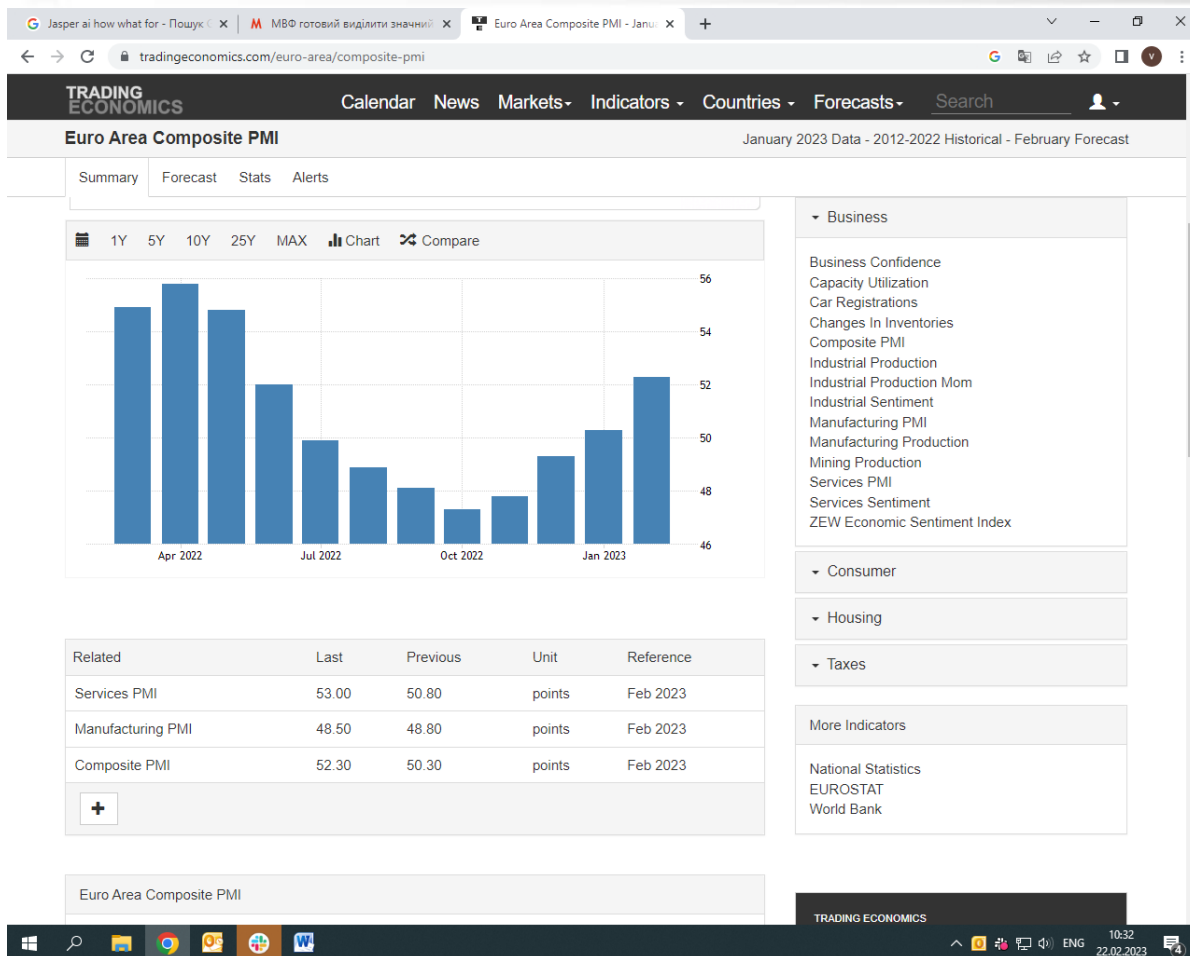 Jasper ai how what for - Пошук
МВФ готовий виділити значний
Euro Area Composite PMI - Janu
tradingeconomics.com/euro-area/composite-pmi
V
TRADING
ECONOMICS
Calendar News Markets Indicators Countries Forecasts Search
Euro Area Composite PMI
January 2023 Data - 2012-2022 Historical - February Forecast
Summary Forecast Stats Alerts
1Y 5Y 10Y 25Y MAX Chart Compare
56
54
52
50
48
46
Apr 2022 Jul 2022 Oct 2022 Jan 2023
Related Last Previous Unit Reference
Services PMI 53.00 50.80 points Feb 2023
Manufacturing PMI 48.50 48.80 points Feb 2023
Composite PMI 52.30 50.30 points Feb 2023
Euro Area Composite PMI
Business
Business Confidence
Capacity Utilization
Car Registrations
Changes In Inventories
Composite PMI
Industrial Production
Industrial Production Mom
Industrial Sentiment
Manufacturing PMI
Manufacturing Production
Mining Production
Services PMI
Services Sentiment
ZEW Economic Sentiment Index
Consumer
Housing
Taxes
More Indicators
National Statistics
EUROSTAT
World Bank
TRADING ECONOMICS
ENG
10:32
22.02.2023
4